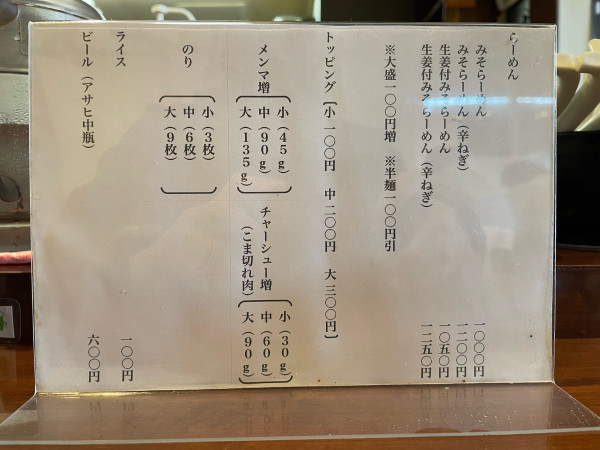 らーめん
みそらーめん 一〇〇〇円
みそらーめん（辛ねぎ） 一二〇〇円
生姜付みそらーめん 一〇五〇円
生姜付みそらーめん（辛ねぎ） 一二五〇円
※大盛一〇〇円増 ※半麺一〇〇円引
トッピング〔小 一〇〇円 中 二〇〇円 大 三〇〇円〕
メンマ増
小（45g）
中（90g）
大（135g）
チャーシュー増
（こま切れ肉）
小（30g）
中（60g）
大（90g）
のり
小（3枚）
中（6枚）
大（9枚）
ライス 一〇〇円
ビール（アサヒ中瓶） 六〇〇円